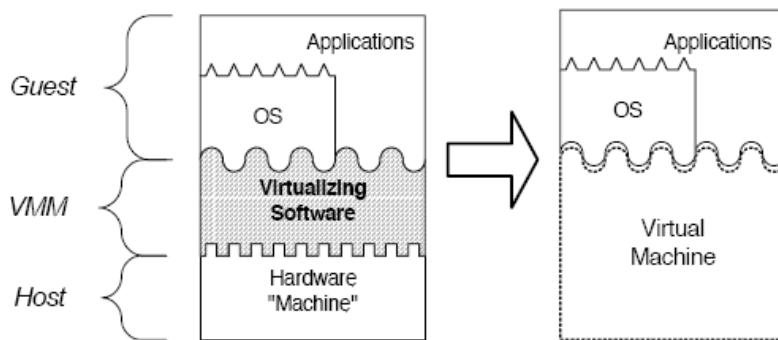 Guest
VMM
Host
Applications
OS
Virtualizing
Software
Hardware
"Machine"
Applications
OS
Virtual
Machine